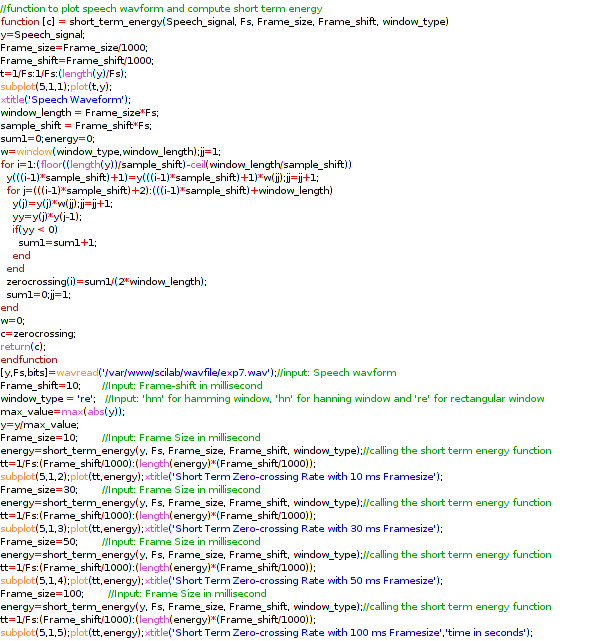 //function to plot speech wavform and compute short term energy
function [c] = short_term_energy(Speech_signal, Fs, Frame_size, Frame_shift, window_type)
y=Speech_signal;
Frame_size=Frame_size/1000;
Frame_shift=Frame_shift/1000;
t=1/Fs:1/Fs:(length(y)/Fs);
subplot(5,1,1);plot(t,y);
xtitle('Speech Waveform');
window_length = Frame_size*Fs;
sample_shift = Frame_shift*Fs;
sum1=0;energy=0;
w=window(window_type,window_length);jj=1;
for i=1:(floor((length(y))/sample_shift)-ceil(window_length/sample_shift))
y(((i-1)*sample_shift)+1)=y(((i-1)*sample_shift)+1)*w(jj);jj=jj+1;
for j=(((i-1)*sample_shift)+2):(((i-1)*sample_shift)+window_length)
y(j)=y(j)*w(jj);jj=jj+1;
yy=y(j)*y(j-1);
if(yy < 0)
sum1=sum1+1;
end
end
zerocrossing(i)=sum1/(2*window_length);
sum1=0;jj=1;
end
w=0;
c=zerocrossing;
return(c);
endfunction
[y,Fs,bits]=wavread('/var/www/scilab/wavfile/exp7.wav');//input: Speech wavform
Frame_shift=10; //Input: Frame-shift in millisecond
window_type = 're'; //Input: 'hm' for hamming window, 'hn' for hanning window and 're' for rectangular window
max_value=max(abs(y));
y=y/max_value;
Frame_size=10; //Input: Frame Size in millisecond
energy=short_term_energy(y, Fs, Frame_size, Frame_shift, window_type);//calling the short term energy function
tt=1/Fs:(Frame_shift/1000):(length(energy)*(Frame_shift/1000));
subplot(5,1,2);plot(tt,energy);xtitle('Short Term Zero-crossing Rate with 10 ms Framesize');
Frame_size=30; //Input: Frame Size in millisecond
energy=short_term_energy(y, Fs, Frame_size, Frame_shift, window_type);//calling the short term energy function
tt=1/Fs:(Frame_shift/1000):(length(energy)*(Frame_shift/1000));
subplot(5,1,3);plot(tt,energy);xtitle('Short Term Zero-crossing Rate with 30 ms Framesize');
Frame_size=50; //Input: Frame Size in millisecond
energy=short_term_energy(y, Fs, Frame_size, Frame_shift, window_type);//calling the short term energy function
tt=1/Fs:(Frame_shift/1000):(length(energy)*(Frame_shift/1000));
subplot(5,1,4);plot(tt,energy);xtitle('Short Term Zero-crossing Rate with 50 ms Framesize');
Frame_size=100; //Input: Frame Size in millisecond
energy=short_term_energy(y, Fs, Frame_size, Frame_shift, window_type);//calling the short term energy function
tt=1/Fs:(Frame_shift/1000):(length(energy)*(Frame_shift/1000));
subplot(5,1,5);plot(tt,energy);xtitle('Short Term Zero-crossing Rate with 100 ms Framesize','time in seconds');